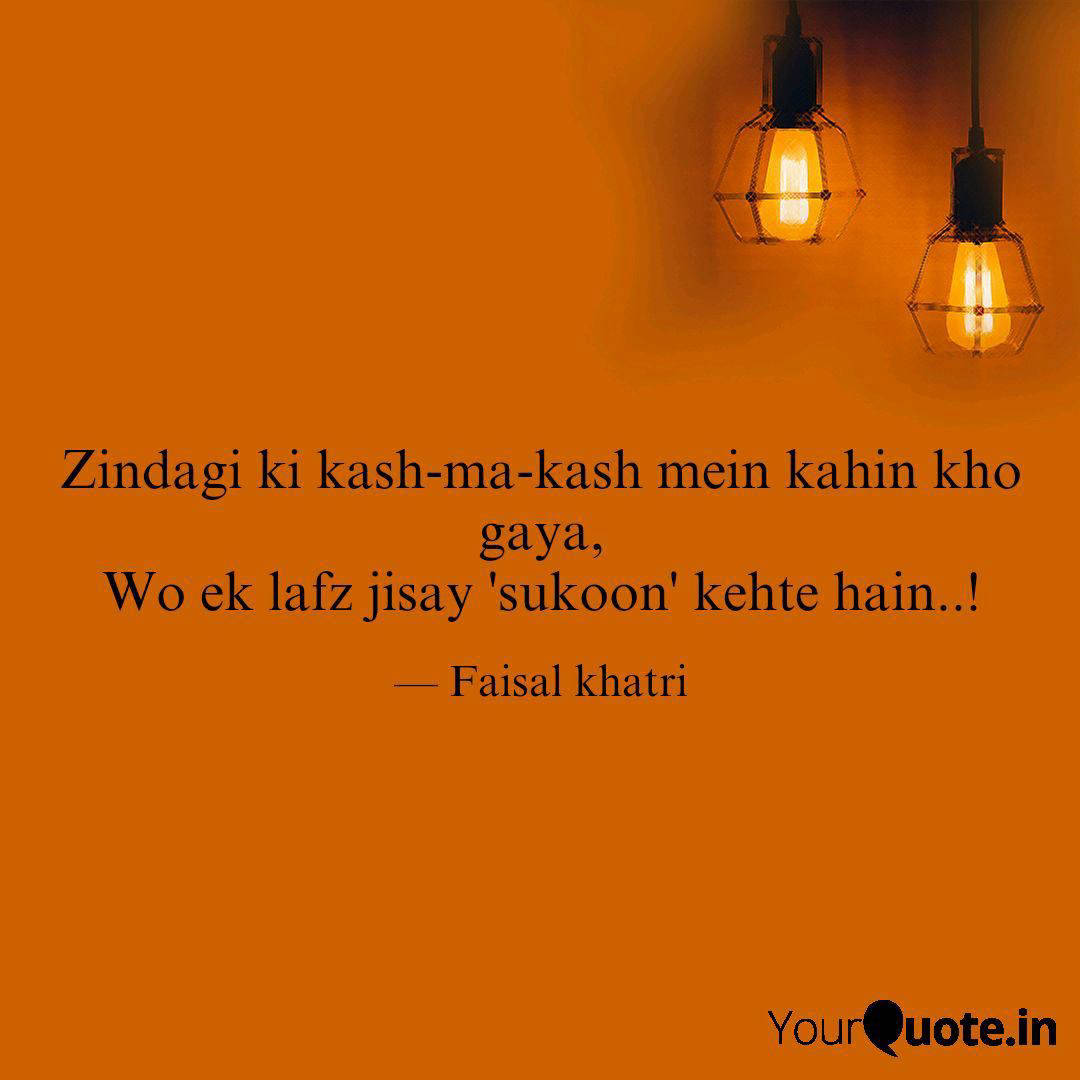 Zindagi ki kash-ma-kash mein kahin kho
gaya,
Wo ek lafz jisay 'sukoon' kehte hain..!
— Faisal khatri
YourQuote.in